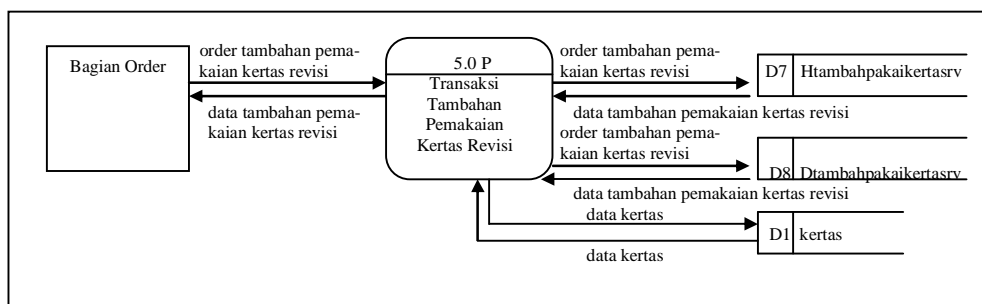 Bagian Order
order tambahan pema-
kaian kertas revisi
data tambahan pema-
kaian kertas revisi
5.0 P
Transaksi
Tambahan
Pemakaian
Kertas Revisi
order tambahan pema-
kaian kertas revisi
D7 Htambahpakaikertasrv
data tambahan pemakaian kertas revisi
order tambahan pema-
kaian kertas revisi
D8 Dtambahpakaikertasrv
data tambahan pemakaian kertas revisi
data kertas
D1 kertas
data kertas